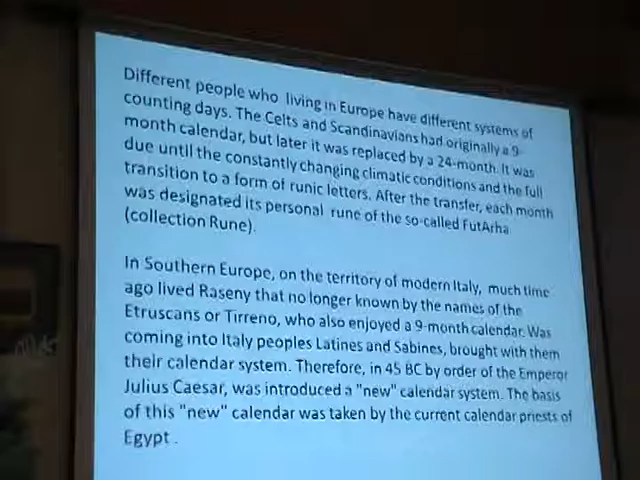 Different people who living in Europe have different systems of
counting days. The Celts and Scandinavians had originally a 9-
month calendar, but later it was replaced by a 24-month. It was
due until the constantly changing climatic conditions and the full
transition to a form of runic letters. After the transfer, each month
was designated its personal rune of the so-called FutArha
(collection Rune).
In Southern Europe, on the territory of modern Italy, much time
ago lived Raseny that no longer known by the names of the
Etruscans or Tirreno, who also enjoyed a 9-month calendar. Was
coming into Italy peoples Latines and Sabines, brought with them
their calendar system. Therefore, in 45 BC by order of the Emperor
Julius Caesar, was introduced a "new" calendar system. The basis
of this "new" calendar was taken by the current calendar priests of
Egypt .